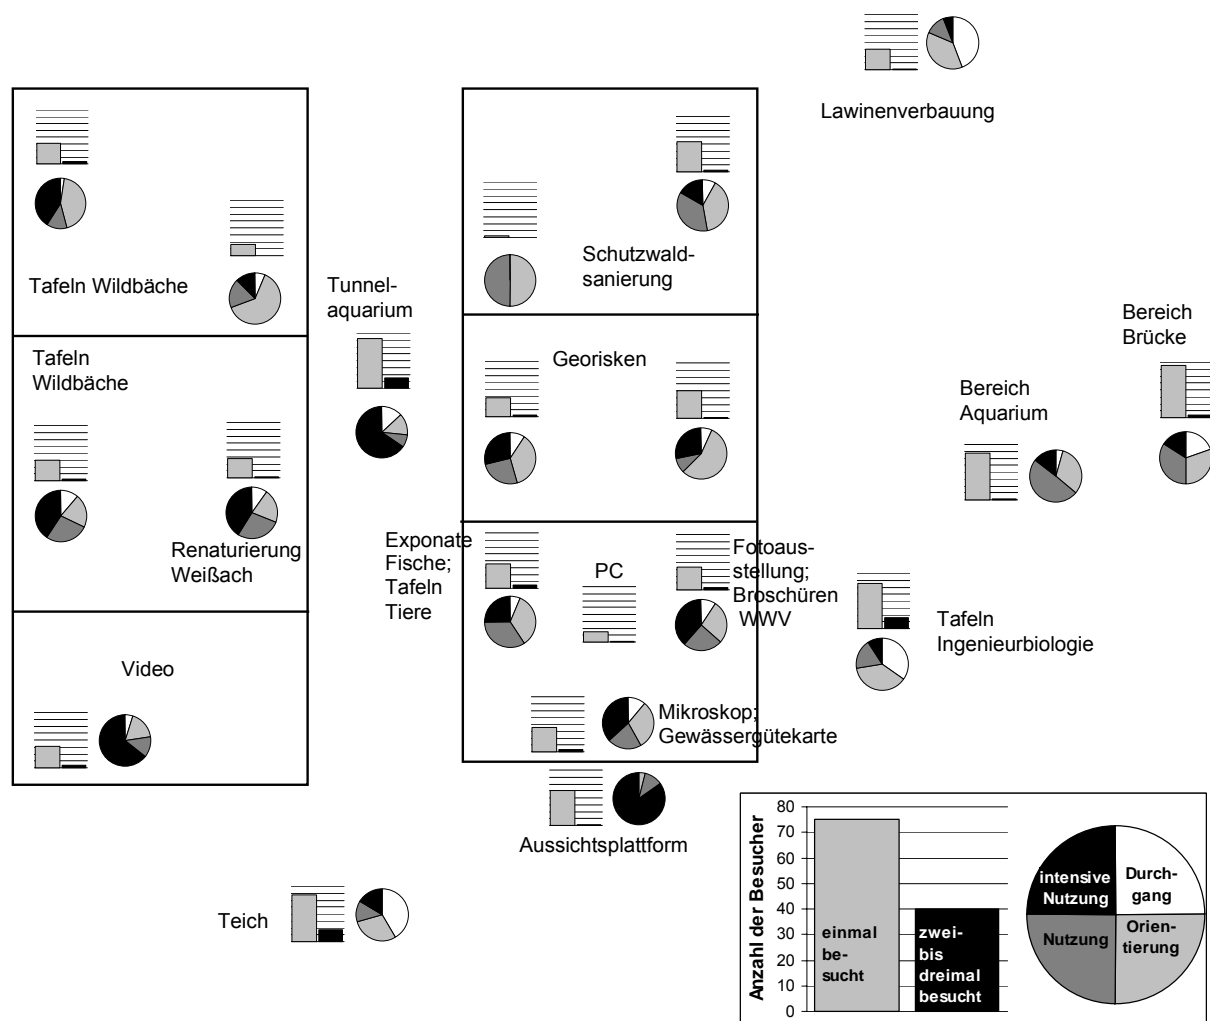 Lawinenverbauung
Tafeln Wildbäche
Schutzwald-
sanierung
Tunnel-
aquarium
Bereich
Brücke
Tafeln
Wildbäche
Georisken
Bereich
Aquarium
Renaturierung
Weißach
Exponate
Fische;
Tafeln
Tiere
PC
Fotoaus-
stellung;
Broschüren
WWV
Tafeln
Ingenieurbiologie
Video
Mikroskop;
Gewässergütekarte
Aussichtsplattform
Teich
Anzahl der Besucher
80
70
60
50
40
30
20
10
0
einmal
be-
sucht
zwei-
bis
dreimal
besucht
intensive
Nutzung
Durch-
gang
Nutzung
Orien-
tierung